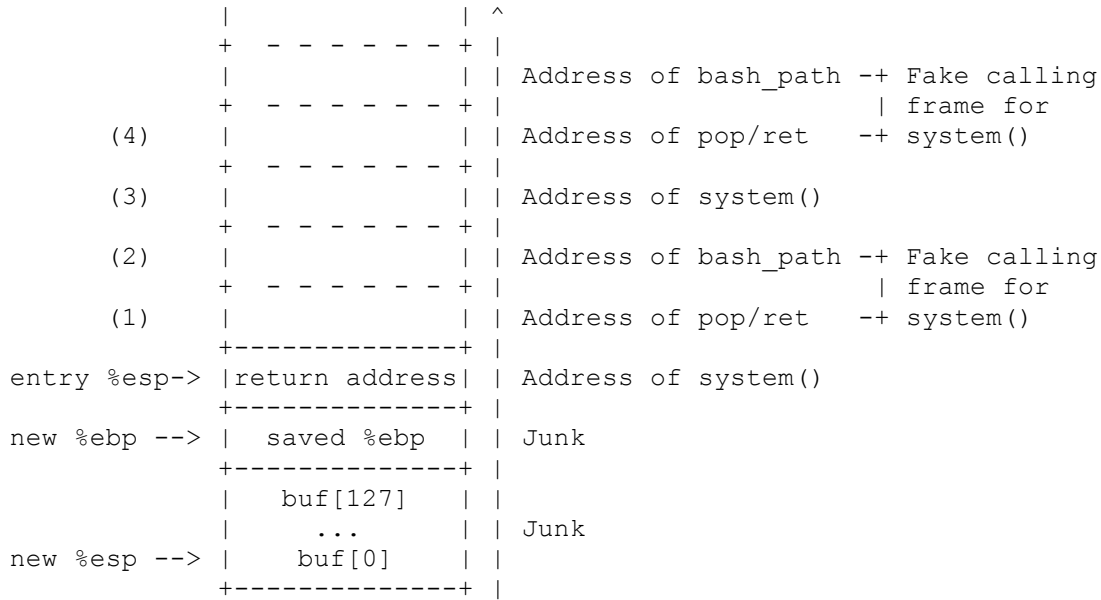 | | ^
+ - - - - - - + |
| | | Address of bash_path -+ Fake calling
+ - - - - - - + | | frame for
(4) | | | Address of pop/ret -+ system()
+ - - - - - - + |
(3) | | | Address of system()
+ - - - - - - + |
(2) | | | Address of bash_path -+ Fake calling
+ - - - - - - + | | frame for
(1) | | | Address of pop/ret -+ system()
+--------------+ |
entry %esp-> |return address| | Address of system()
+--------------+ |
new %ebp --> | saved %ebp | | Junk
+--------------+ |
| buf[127] | |
| ... | | Junk
new %esp --> | buf[0] | |
+--------------+ |